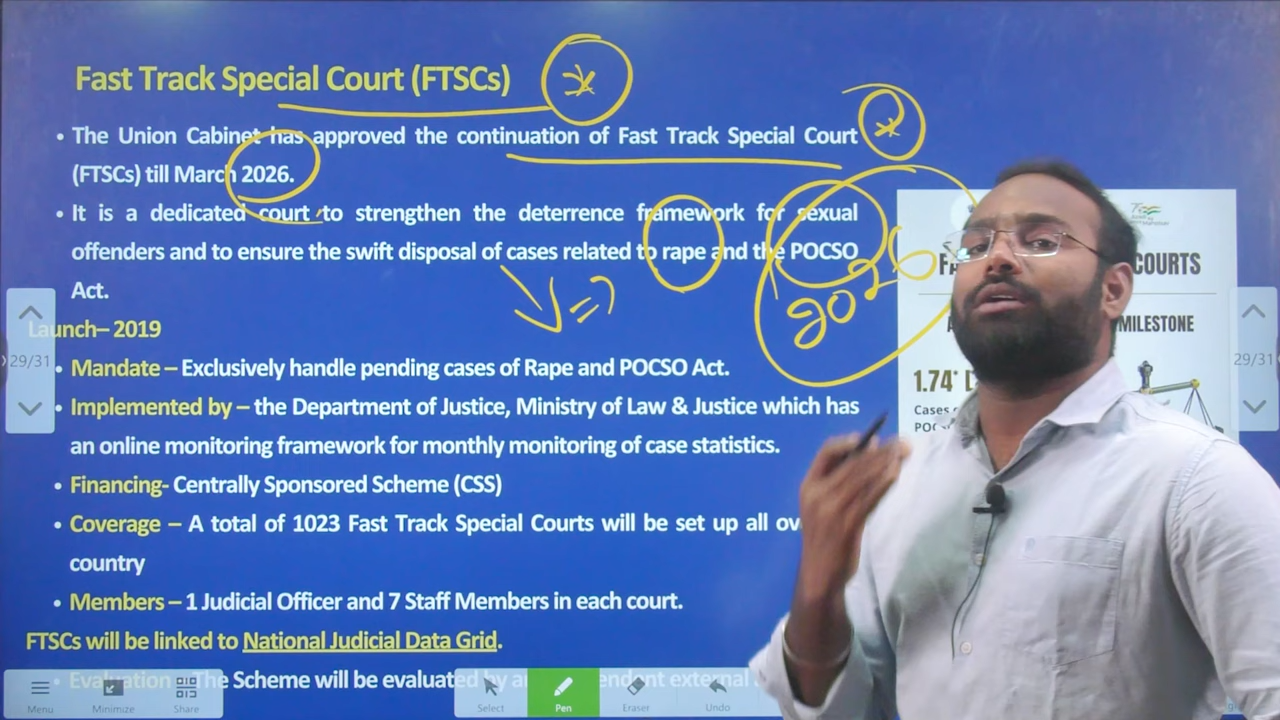 Fast Track Special Court (FTSCs)
• The Union Cabinet has approved the continuation of Fast Track Special Court
(FTSCs) till March 2026.
• It is a dedicated court to strengthen the deterrence framework for sexual
offenders and to ensure the swift disposal of cases related to rape and the POCSO
Act.
2026
COURTS
MILESTONE
1.74*
Cases
Launch– 2019
29/31
29/31
• Mandate – Exclusively handle pending cases of Rape and POCSO Act.
• Implemented by – the Department of Justice, Ministry of Law & Justice which has
an online monitoring framework for monthly monitoring of case statistics.
• Financing- Centrally Sponsored Scheme (CSS)
• Coverage – A total of 1023 Fast Track Special Courts will be set up all
country
• Members – 1 Judicial Officer and 7 Staff Members in each court.
FTSCs will be linked to National Judicial Data Grid.
• Evaluation The Scheme will be evaluated by external
Menu
Minimize
Share
Select
Pen
Eraser
Undo